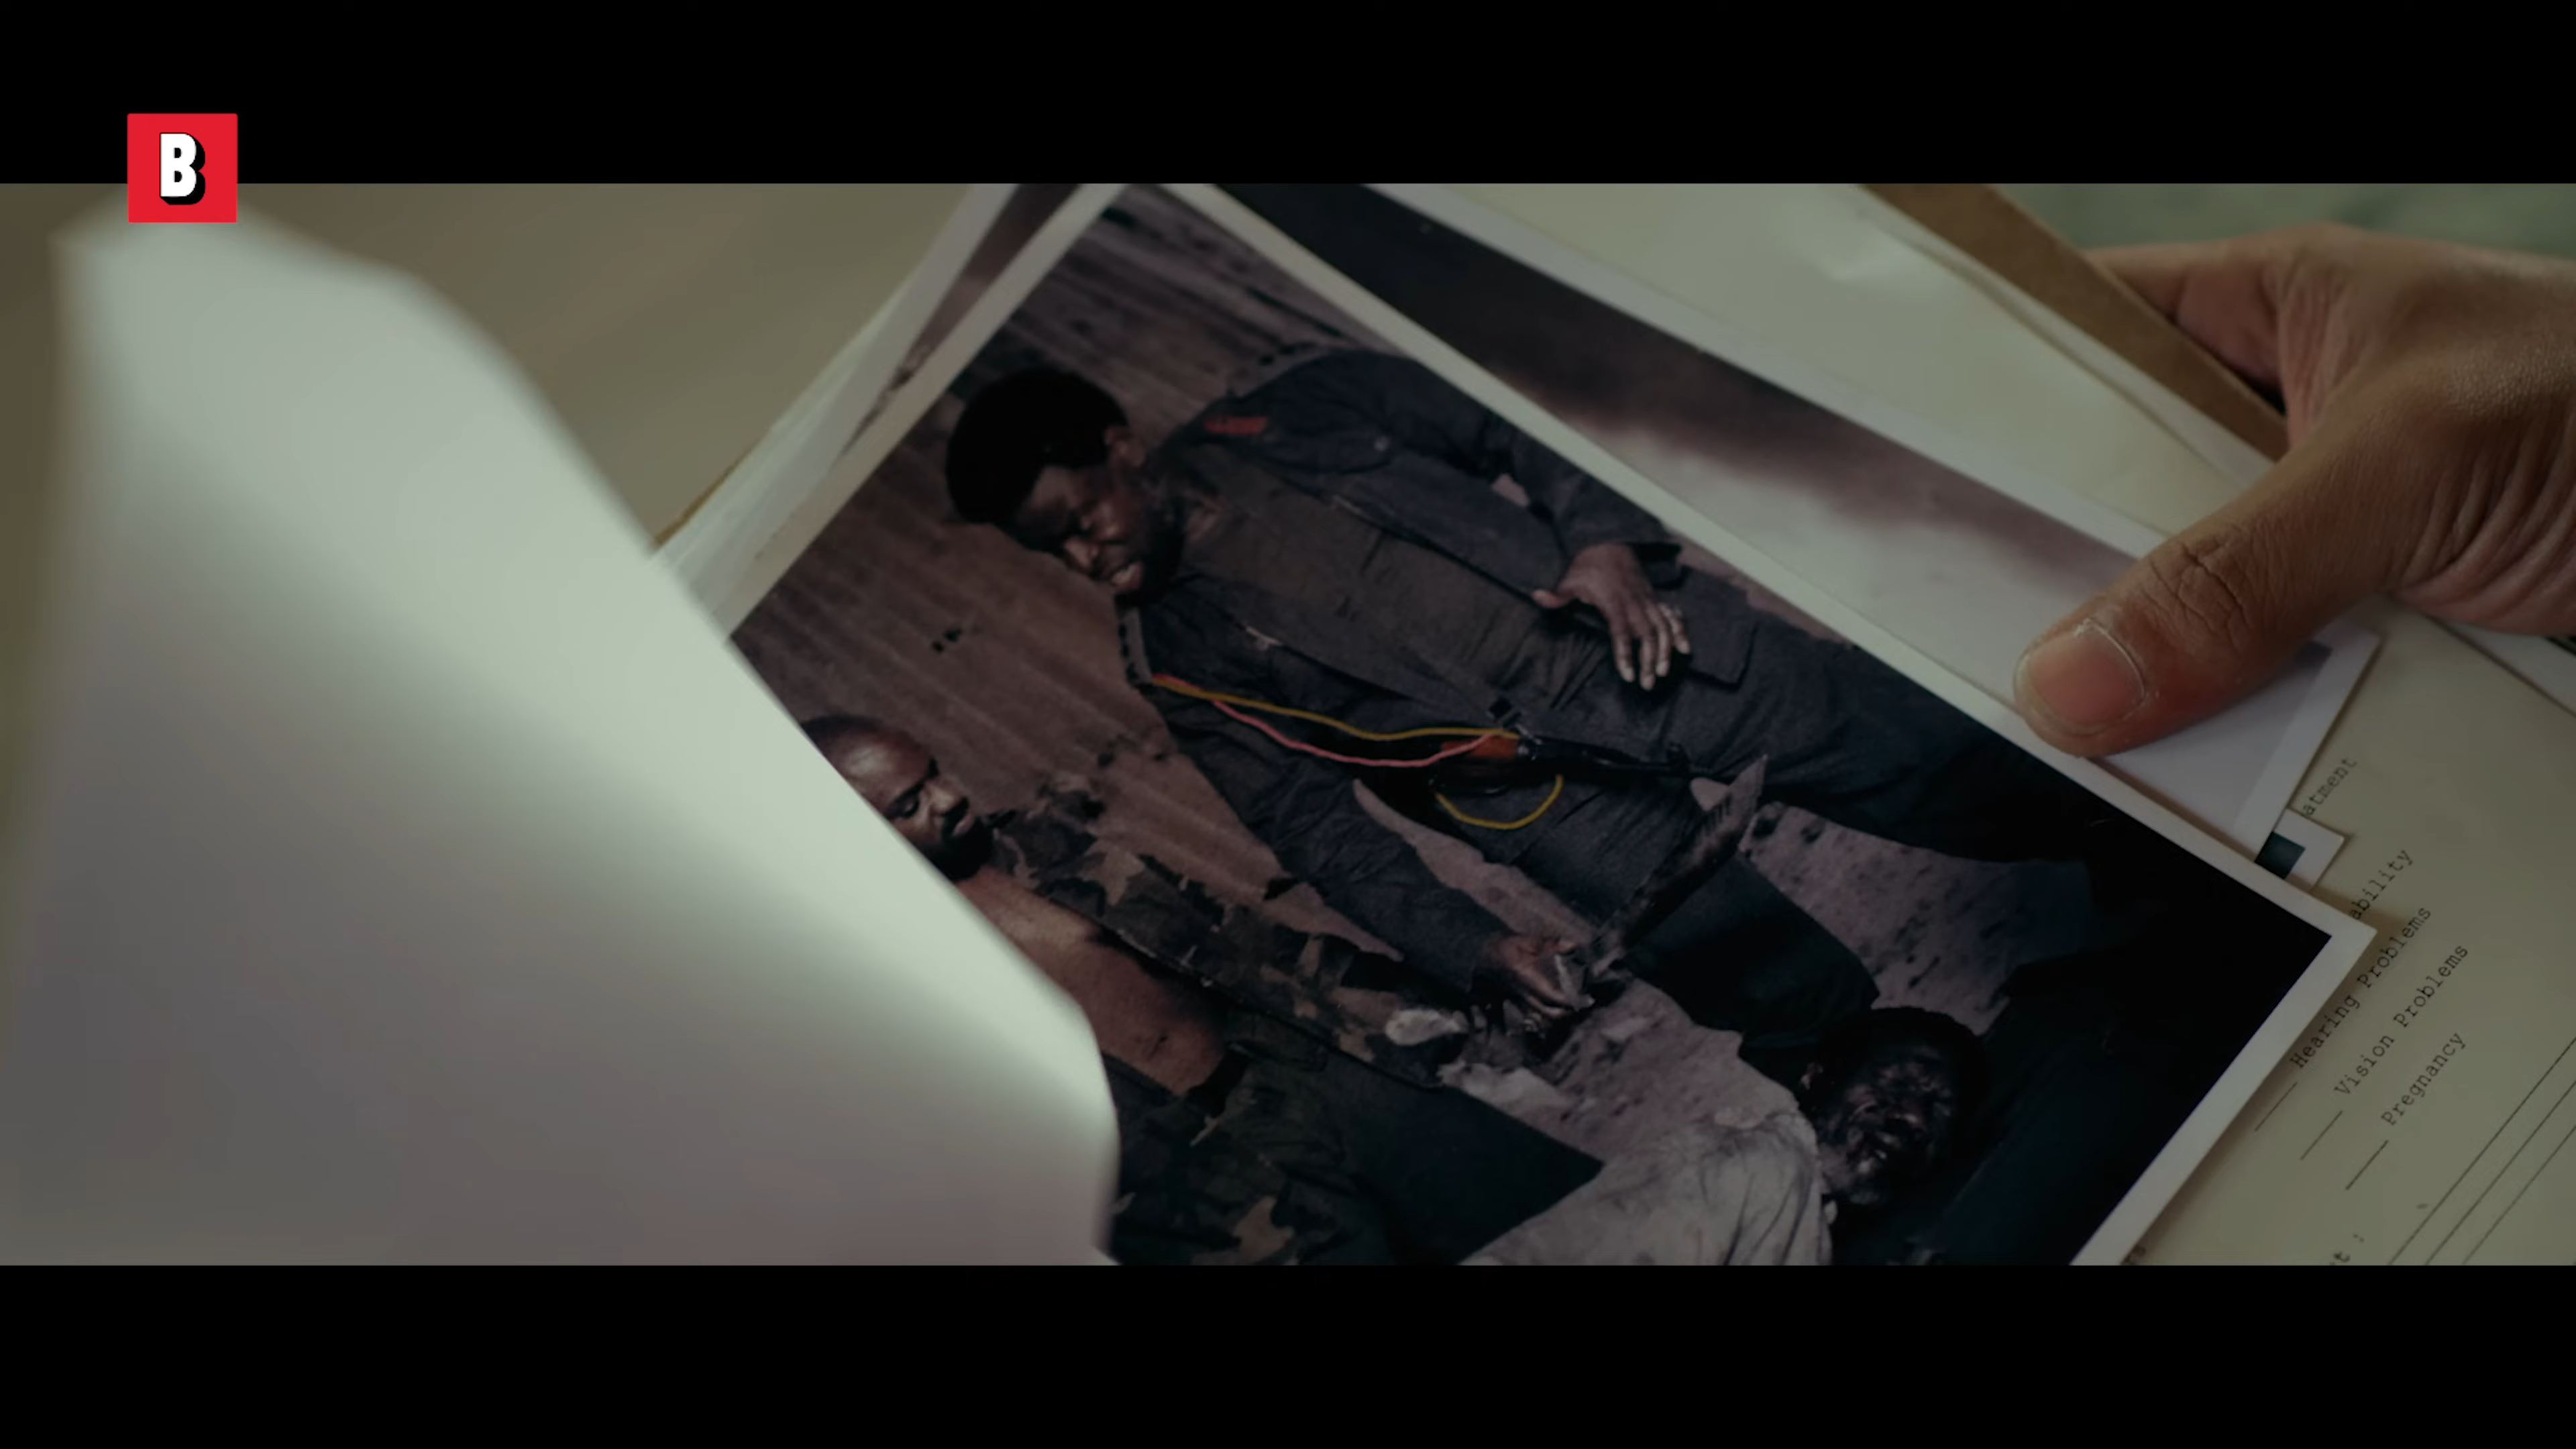 B
atment
ability
Hearing Problems
Vision Problems
Pregnancy
t :